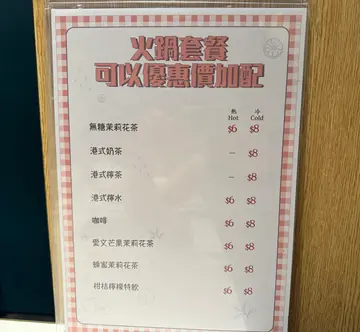 火鍋套餐
可以優惠價加配
熱 冷
Hot Cold
無糖茉莉花茶 $6 $8
港式奶茶 – $8
港式檸茶 – $8
港式檸水 $6 $8
咖啡 $6 $8
愛文芒果茉莉花茶 $6 $8
蜂蜜茉莉花茶 $6 $8
柑桔檸檬特飲 $6 $8